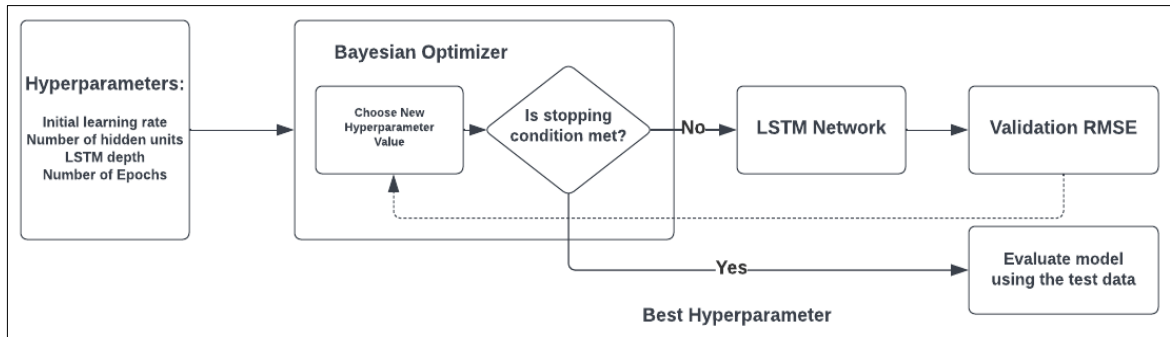 Hyperparameters:
Initial learning rate
Number of hidden units
LSTM depth
Number of Epochs
Bayesian Optimizer
Choose New
Hyperparameter
Value
Is stopping
condition met?
No
LSTM Network
Validation RMSE
Yes
Evaluate model
using the test data
Best Hyperparameter